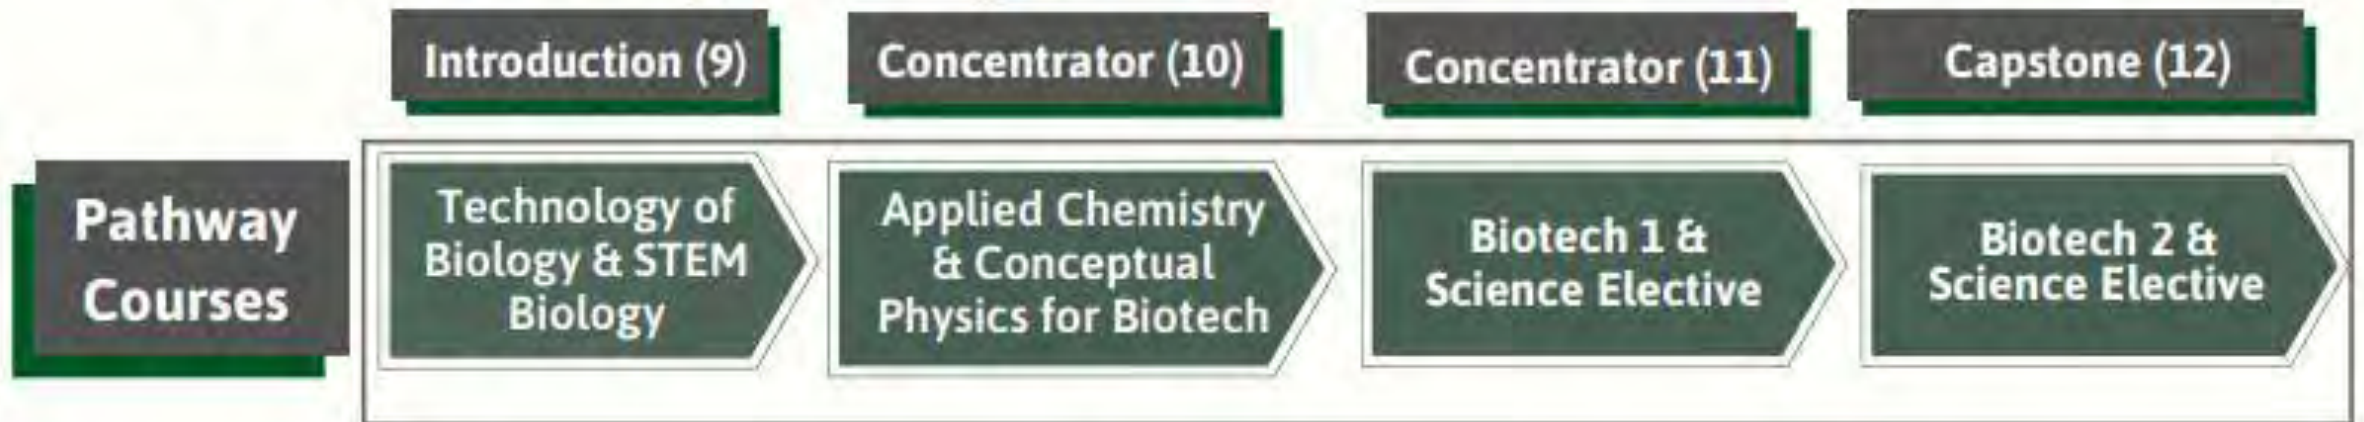 Introduction (9)
Concentrator (10)
Concentrator (11)
Capstone (12)
Pathway
Courses
Technology of
Biology & STEM
Biology
Applied Chemistry
& Conceptual
Physics for Biotech
Biotech 1 &
Science Elective
Biotech 2 &
Science Elective